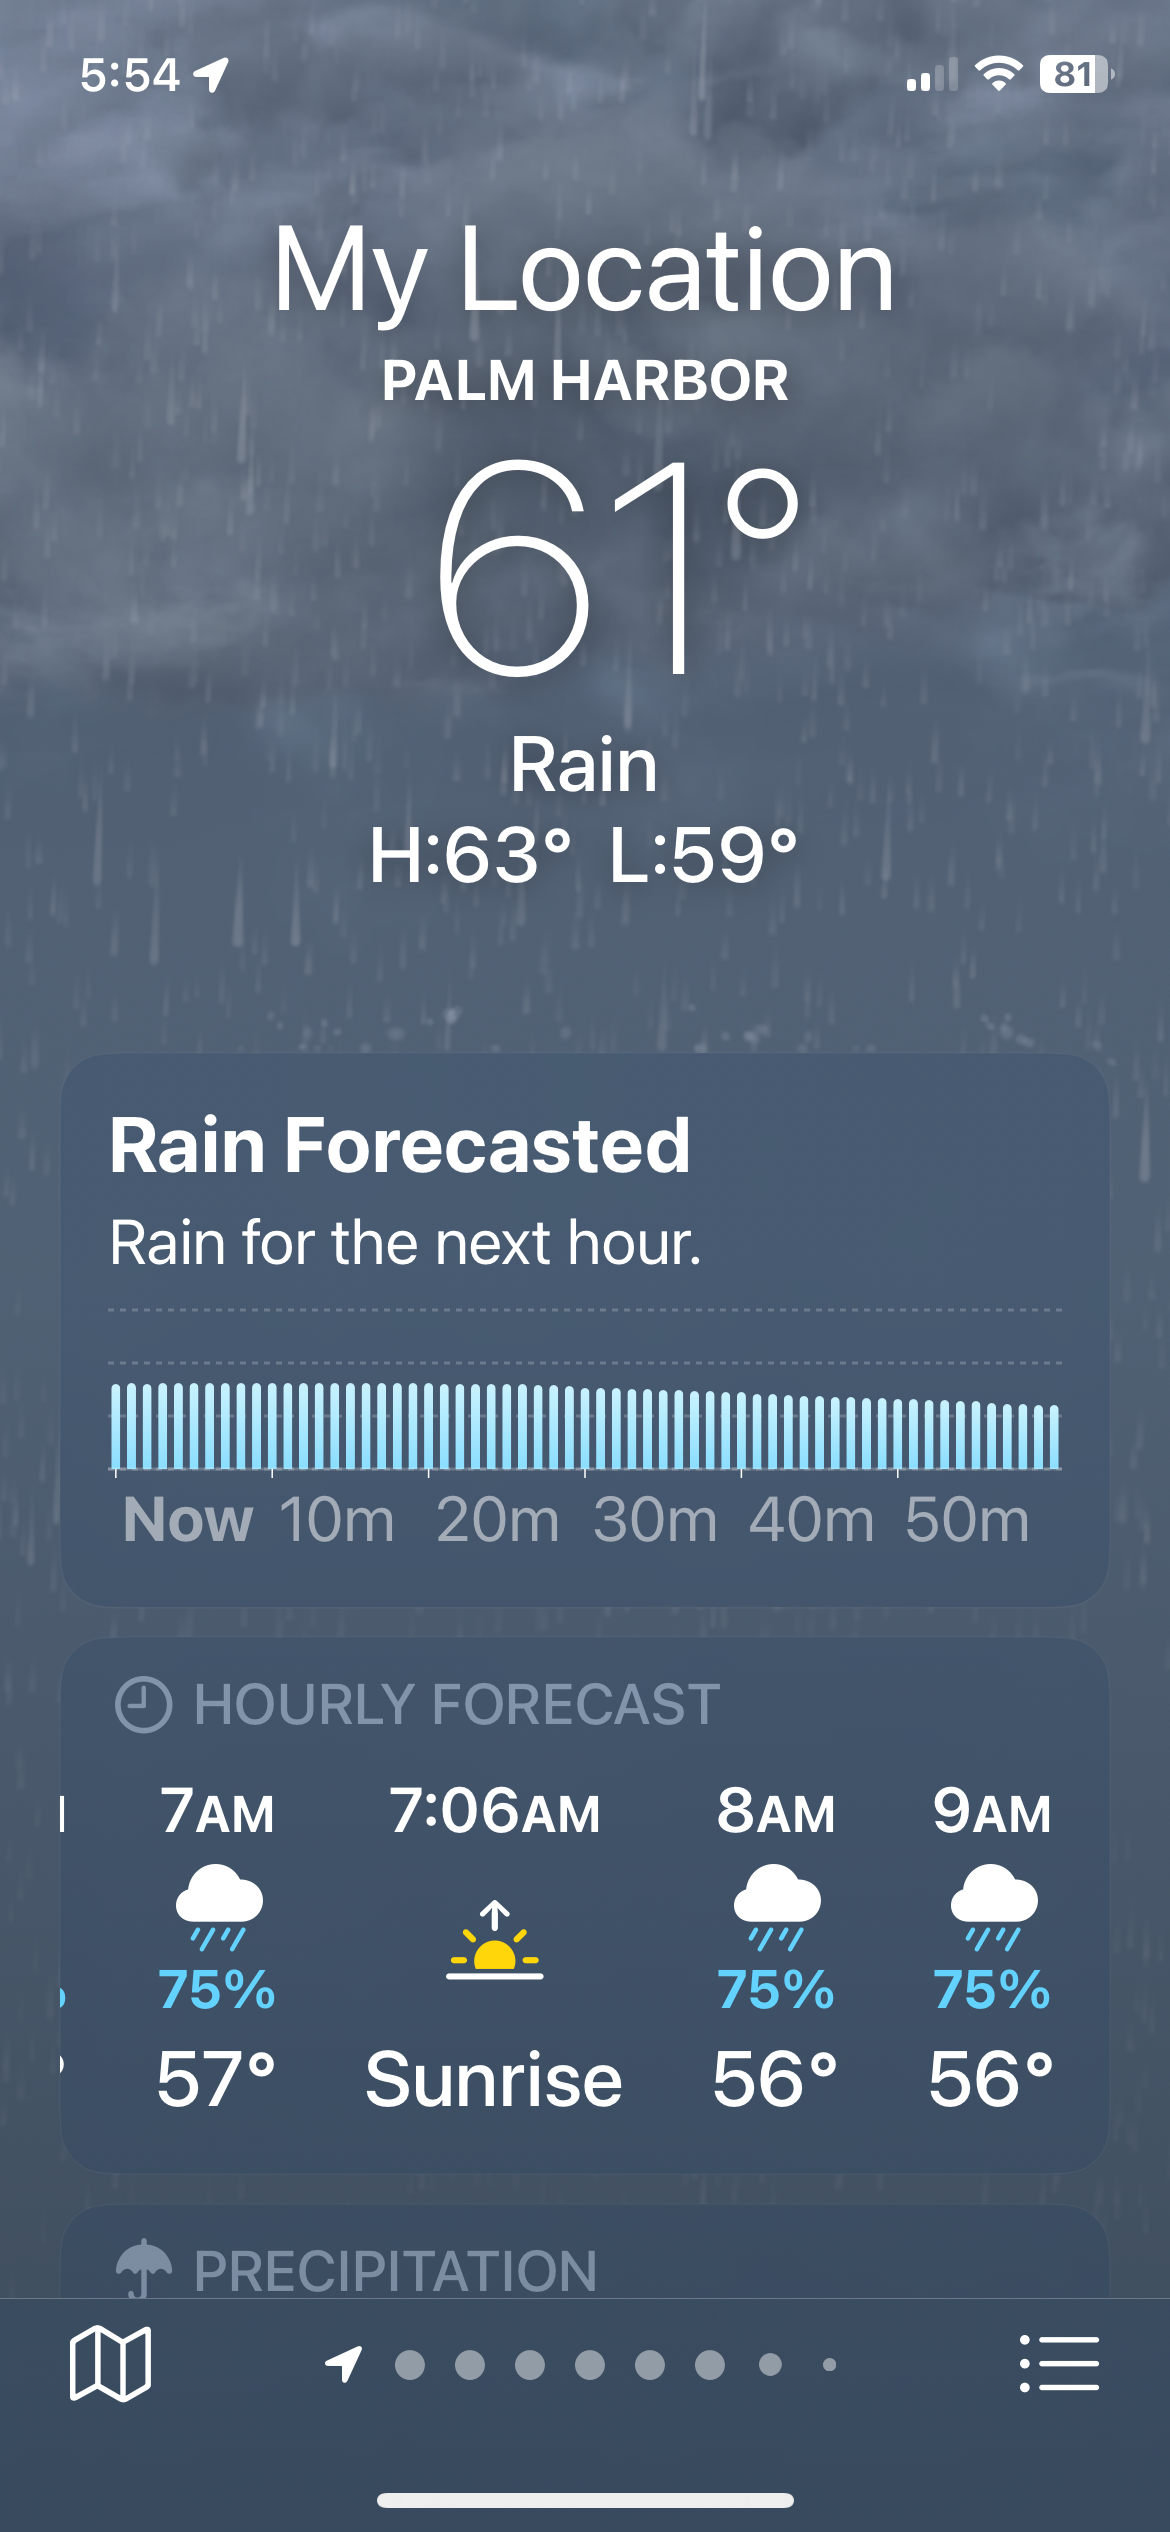 5:54
81
My Location
PALM HARBOR
61°
Rain
H:63° L:59°
Rain Forecasted
Rain for the next hour.
Now 10m 20m 30m 40m 50m
HOURLY FORECAST
7AM 7:06AM 8AM 9AM
75% 75% 75%
57° Sunrise 56° 56°
PRECIPITATION